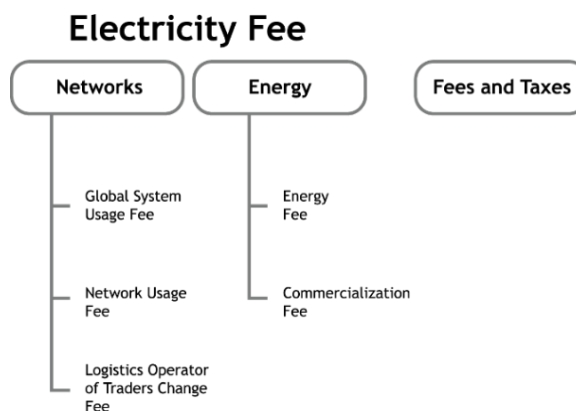 Electricity Fee
Networks
Energy
Fees and Taxes
Global System
Usage Fee
Energy
Fee
Network Usage
Fee
Commercialization
Fee
Logistics Operator
of Traders Change
Fee